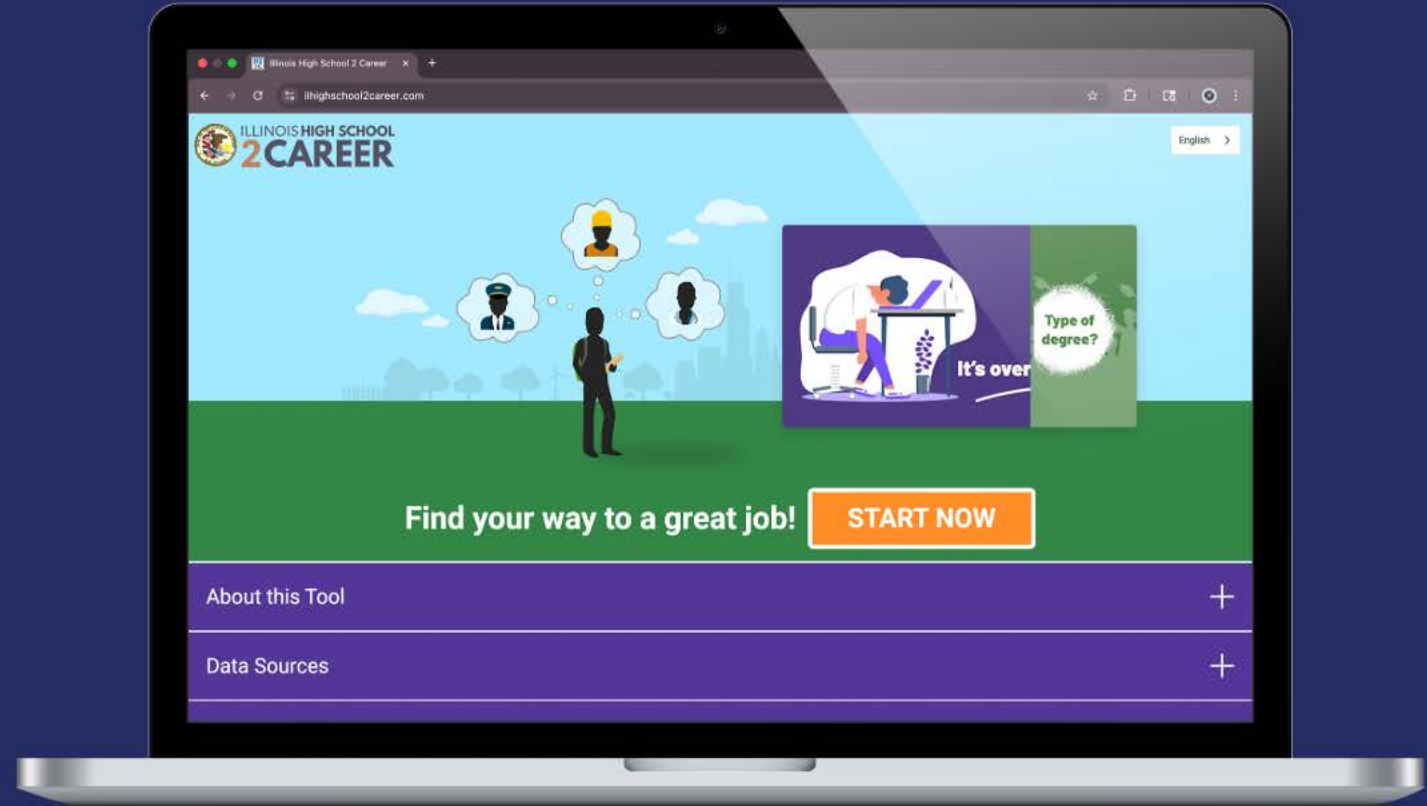 Illinois High School 2 Career
ilhighschool2career.com
ILLINOIS HIGH SCHOOL
2CAREER
English
Type of
degree?
It's over
Find your way to a great job!
START NOW
About this Tool
Data Sources